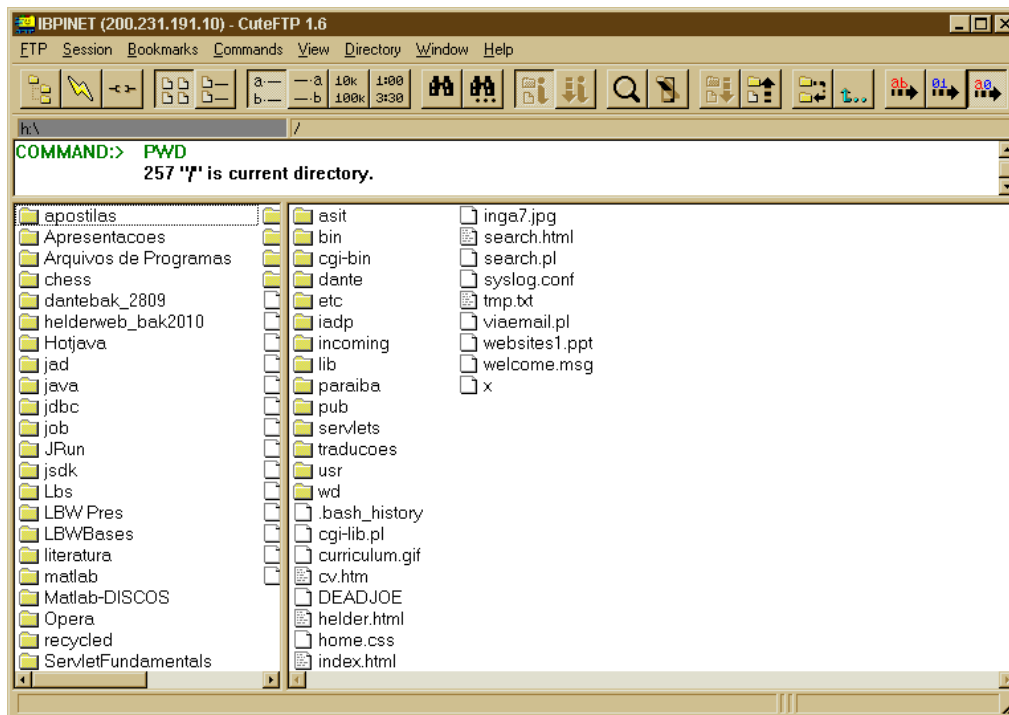 IBPINET (200.231.191.10) - CuteFTP 1.6
FTP Session Bookmarks Commands View Directory Window Help
a b a b 10K 100K 1:00 3:30 ab 01 a0
h:\ /
COMMAND:> PWD
257 "/" is current directory.
apostilas
Apresentacoes
Arquivos de Programas
chess
dantebak_2809
helderweb_bak2010
Hotjava
jad
java
jdbc
job
JRun
jsdk
Lbs
LBW Pres
LBWBases
literatura
matlab
Matlab-DISCOS
Opera
recycled
ServletFundamentals
asit
bin
cgi-bin
dante
etc
iadp
incoming
lib
paraiba
pub
servlets
traducoes
usr
wd
.bash_history
cgi-lib.pl
curriculum.gif
cv.htm
DEADJOE
helder.html
home.css
index.html
inga7.jpg
search.html
search.pl
syslog.conf
tmp.txt
viaemail.pl
websites1.ppt
welcome.msg
x